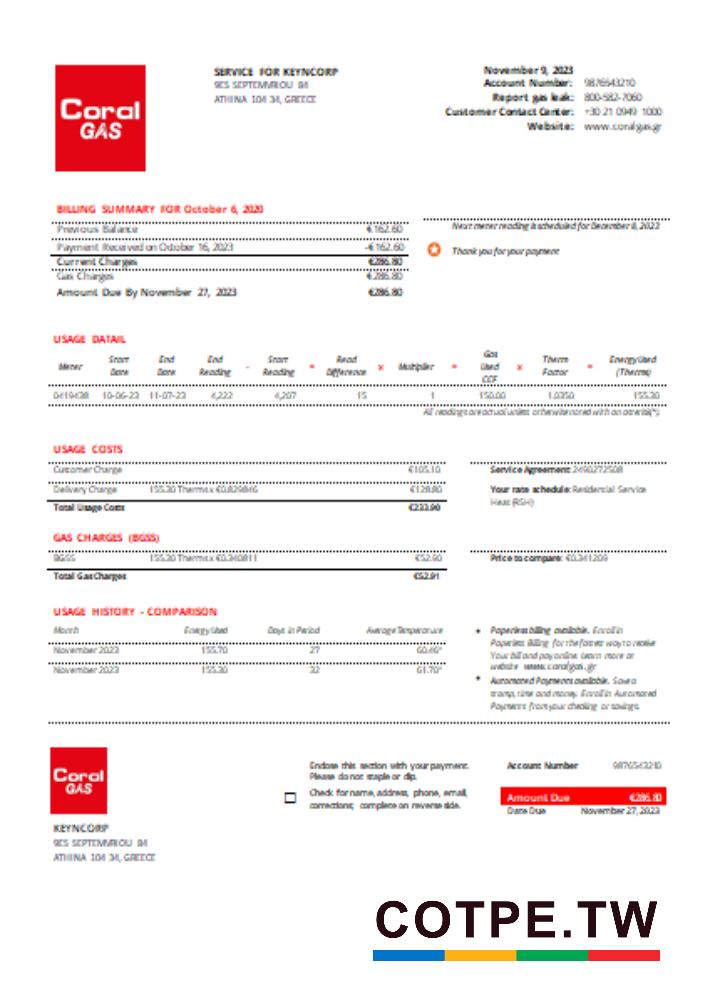 Coral
GAS
SERVICE FOR KEYNCORP
9ES SEPTEMVRIOU 84
ATHINA 104 34, GREECE
November 9, 2023
Account Number: 9876543210
Report gas leak: 800-582-7060
Customer Contact Canter: +30 21 0949 1000
Website: www.coralgas.gr
BILLING SUMMARY FOR October 6, 2020
Previous Balance €162.60
Payment Received on October 16, 2023 -€162.60
Current Charges €286.80
Gas Charges €286.80
Amount Due By November 27, 2023 €286.80
Next meter reading is scheduled for December 8, 2023
Thank you for your payment
USAGE DATAIL
Meter Start Date End Date End Reading - Start Reading = Read Difference x Multiplier = Gas Used CCF x Therm Factor = Energy Used (Therms)
0419438 10-06-23 11-07-23 4,222 4,207 15 1 150.00 1.0350 155.30
All readings are actual unless otherwise noted with an asterisk(*).
USAGE COSTS
Customer Charge €105.10
Delivery Charge 155.30 Therms x €0.829846 €128.80
Total Usage Costs €233.90
Service Agreement: 2490272508
Your rate schedule: Residential Service
Heat (RSH)
GAS CHARGES (BGSS)
BGSS 155.30 Therms x €0.340811 €52.90
Total Gas Charges €52.91
Price to compare: €0.341209
USAGE HISTORY - COMPARISON
Month Energy Used Days in Period Average Temperature
November 2023 155.70 27 60.46°
November 2023 155.30 32 61.70°
• Paperless billing available. Enroll in
Paperless Billing for the fastest way to receive
Your bill and pay online. Learn more at
website www.coralgas.gr
• Automated Payments available. Save a
stamp, time and money. Enroll in Automated
Payments from your checking or savings.
Coral
GAS
Endose this section with your payment.
Please do not staple or dip.
Check for name, address, phone, email,
corrections; complete on reverse side.
Account Number 9876543210
Amount Due €286.80
Date Due November 27, 2023
KEYNCORP
9ES SEPTEMVRIOU 84
ATHINA 104 34, GREECE
COTPE.TW